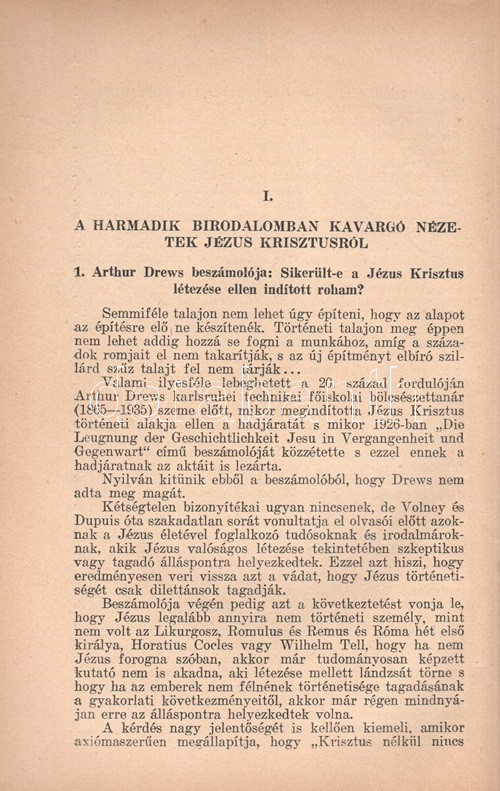 I.
A HARMADIK BIRODALOMBAN KAVARGÓ NÉZE-
TEK JÉZUS KRISZTUSRÓL
1. Arthur Drews beszámolója: Sikerült-e a Jézus Krisztus
létezése ellen indított roham?
Semmiféle talajon nem lehet úgy építeni, hogy az alapot
az építésre elő ne készítenék. Történeti talajon meg éppen
nem lehet addig hozzá se fogni a munkához, amíg a száza-
dok romjait el nem takarítják, s az új építményt elbíró szil-
lárd szűz talajt fel nem tárják...
Valami ilyesféle lebeghetett a 20. század fordulóján
Arthur Drews karlsruhei technikai főiskolai bölcsészettanár
(1865—1935) szeme előtt, mikor megindította Jézus Krisztus
történeti alakja ellen a hadjáratát s mikor 1926-ban „Die
Leugnung der Geschichtlichkeit Jesu in Vergangenheit und
Gegenwart“ című beszámolóját közzétette s ezzel ennek a
hadjáratnak az aktáit is lezárta.
Nyilván kitünik ebből a beszámolóból, hogy Drews nem
adta meg magát.
Kétségtelen bizonyítékai ugyan nincsenek, de Volney és
Dupuis óta szakadatlan sorát vonultatja el olvasói előtt azok-
nak a Jézus életével foglalkozó tudósoknak és irodalmárok-
nak, akik Jézus valóságos létezése tekintetében szkeptikus
vagy tagadó álláspontra helyezkedtek. Ezzel azt hiszi, hogy
eredményesen veri vissza azt a vádat, hogy Jézus történeti-
ségét csak dilettánsok tagadják.
Beszámolója végén pedig azt a következtetést vonja le,
hogy Jézus legalább annyira nem történeti személy, mint
nem volt az Likurgosz, Romulus és Remus és Róma hét első
királya, Horatius Cocles vagy Wilhelm Tell, hogy ha nem
Jézus forogna szóban, akkor már tudományosan képzett
kutató nem is akadna, aki létezése mellett lándzsát törne s
hogy ha az emberek nem félnének történetisége tagadásának
a gyakorlati következményeitől, akkor már régen mindnyá-
jan erre az álláspontra helyezkedtek volna.
A kérdés nagy jelentőségét is kellően kiemeli, amikor
axiómaszerűen megállapítja, hogy „Krisztus nélkül nincs